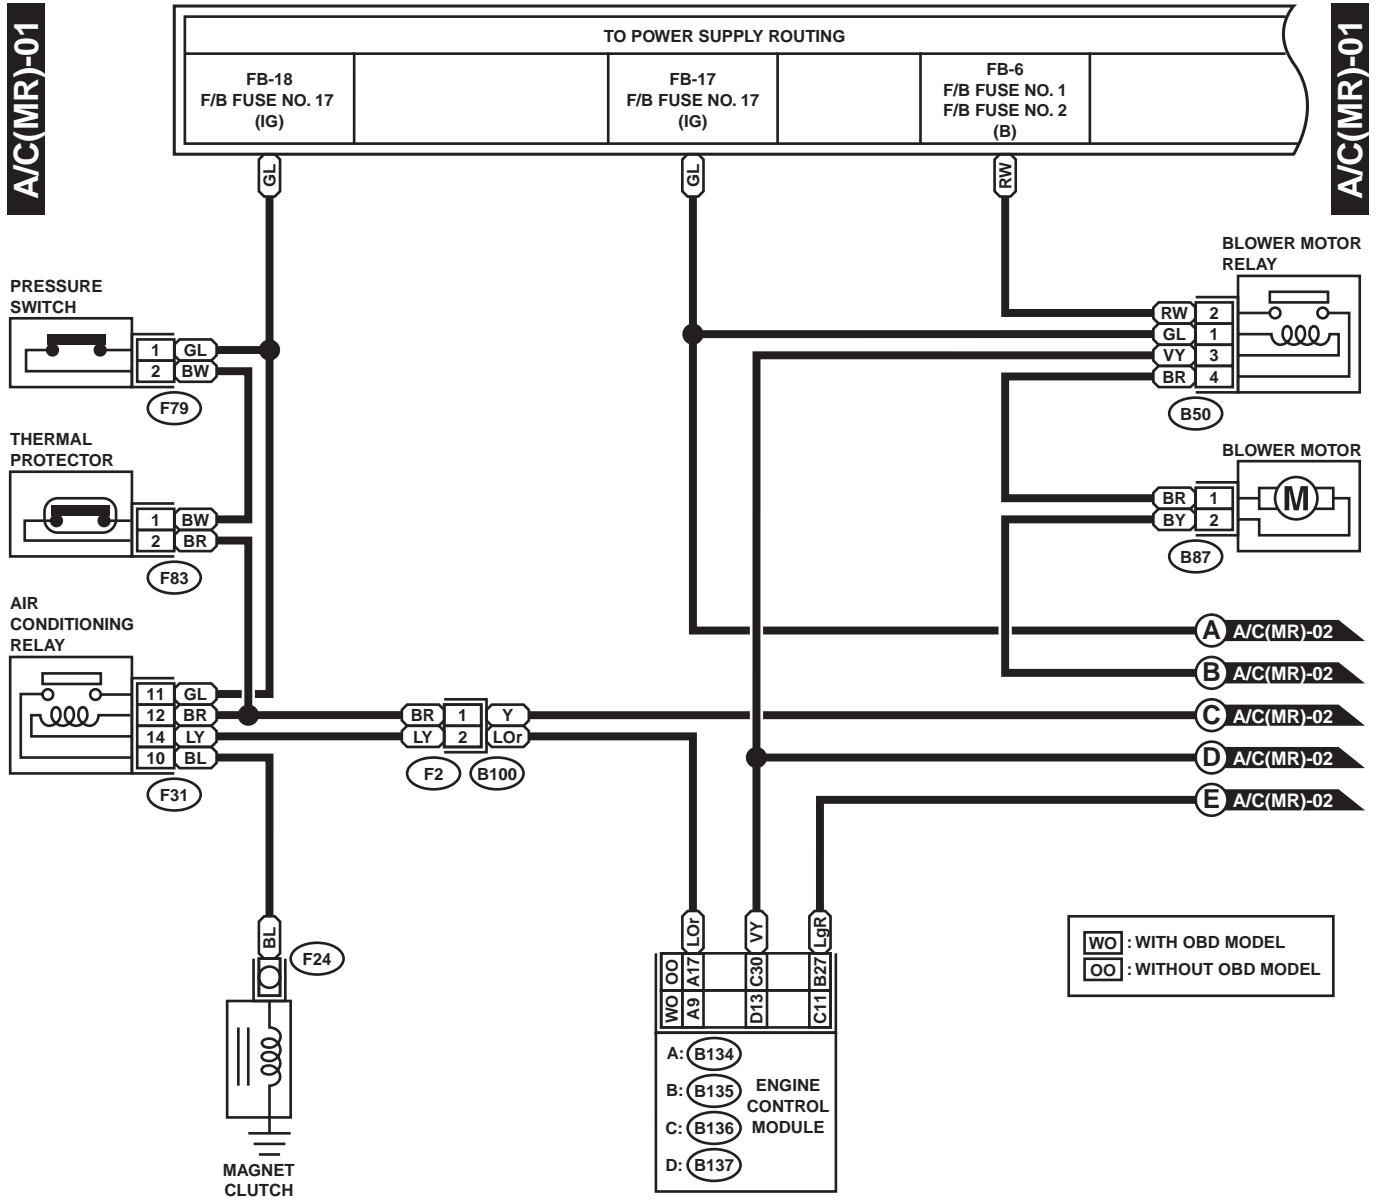 A/C(MR)-01
A/C(MR)-01
TO POWER SUPPLY ROUTING
FB-18
F/B FUSE NO. 17
(IG)
FB-17
F/B FUSE NO. 17
(IG)
FB-6
F/B FUSE NO. 1
F/B FUSE NO. 2
(B)
GL
GL
RW
PRESSURE
SWITCH
1 GL
2 BW
F79
THERMAL
PROTECTOR
1 BW
2 BR
F83
AIR
CONDITIONING
RELAY
11 GL
12 BR
14 LY
10 BL
F31
BR 1 Y
LY 2 LOr
F2 B100
BLOWER MOTOR
RELAY
RW 2
GL 1
VY 3
BR 4
B50
BLOWER MOTOR
M
BR 1
BY 2
B87
A A/C(MR)-02
B A/C(MR)-02
C A/C(MR)-02
D A/C(MR)-02
E A/C(MR)-02
BL
F24
MAGNET
CLUTCH
LOr VY LgR
OO A17 C30 B27
WO A9 D13 C11
A: B134
B: B135
C: B136
D: B137
ENGINE
CONTROL
MODULE
WO : WITH OBD MODEL
OO : WITHOUT OBD MODEL